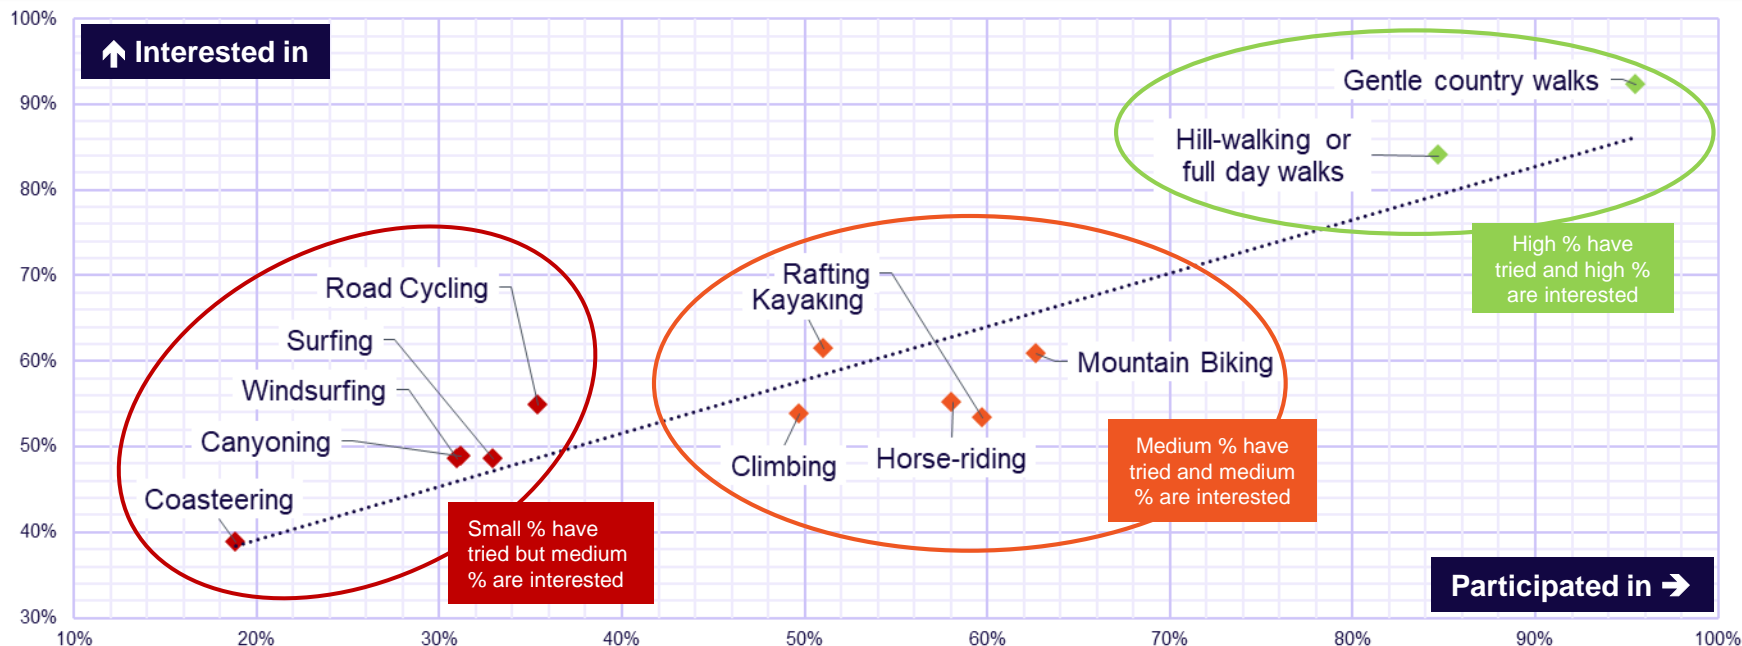 100%
90%
80%
70%
60%
50%
40%
30%
Interested in
Gentle country walks
Hill-walking or
full day walks
High % have
tried and high %
are interested
Road Cycling
Surfing
Windsurfing
Canyoning
Coasteering
Small % have
tried but medium
% are interested
Rafting
Kayaking
Mountain Biking
Climbing
Horse-riding
Medium % have
tried and medium
% are interested
Participated in
10%
20%
30%
40%
50%
60%
70%
80%
90%
100%